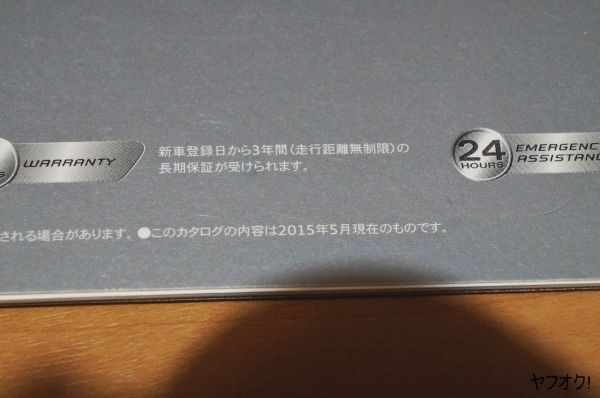 WARRANTY
新車登録日から3年間(走行距離無制限)の
長期保証が受けられます。
24
HOURS
EMERGENC
ASSISTANC
される場合があります。 ●このカタログの内容は2015年5月現在のものです。
ヤフオク!